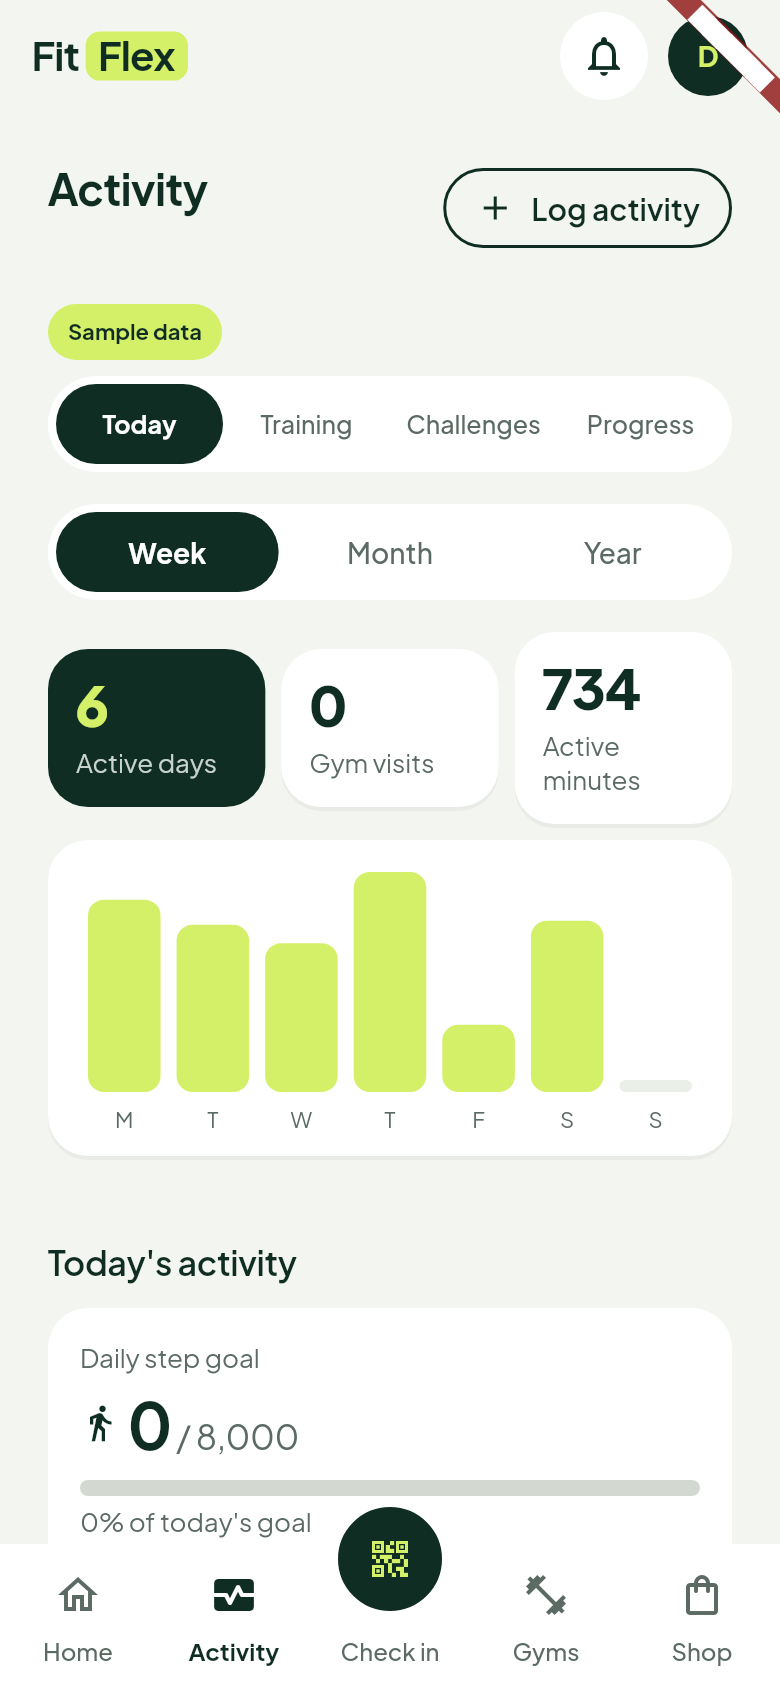 Fit Flex
D
Activity
+ Log activity
Sample data
Today Training Challenges Progress
Week Month Year
6
Active days
0
Gym visits
734
Active
minutes
M T W T F S S
Today's activity
Daily step goal
0 / 8,000
0% of today's goal
Home Activity Check in Gyms Shop